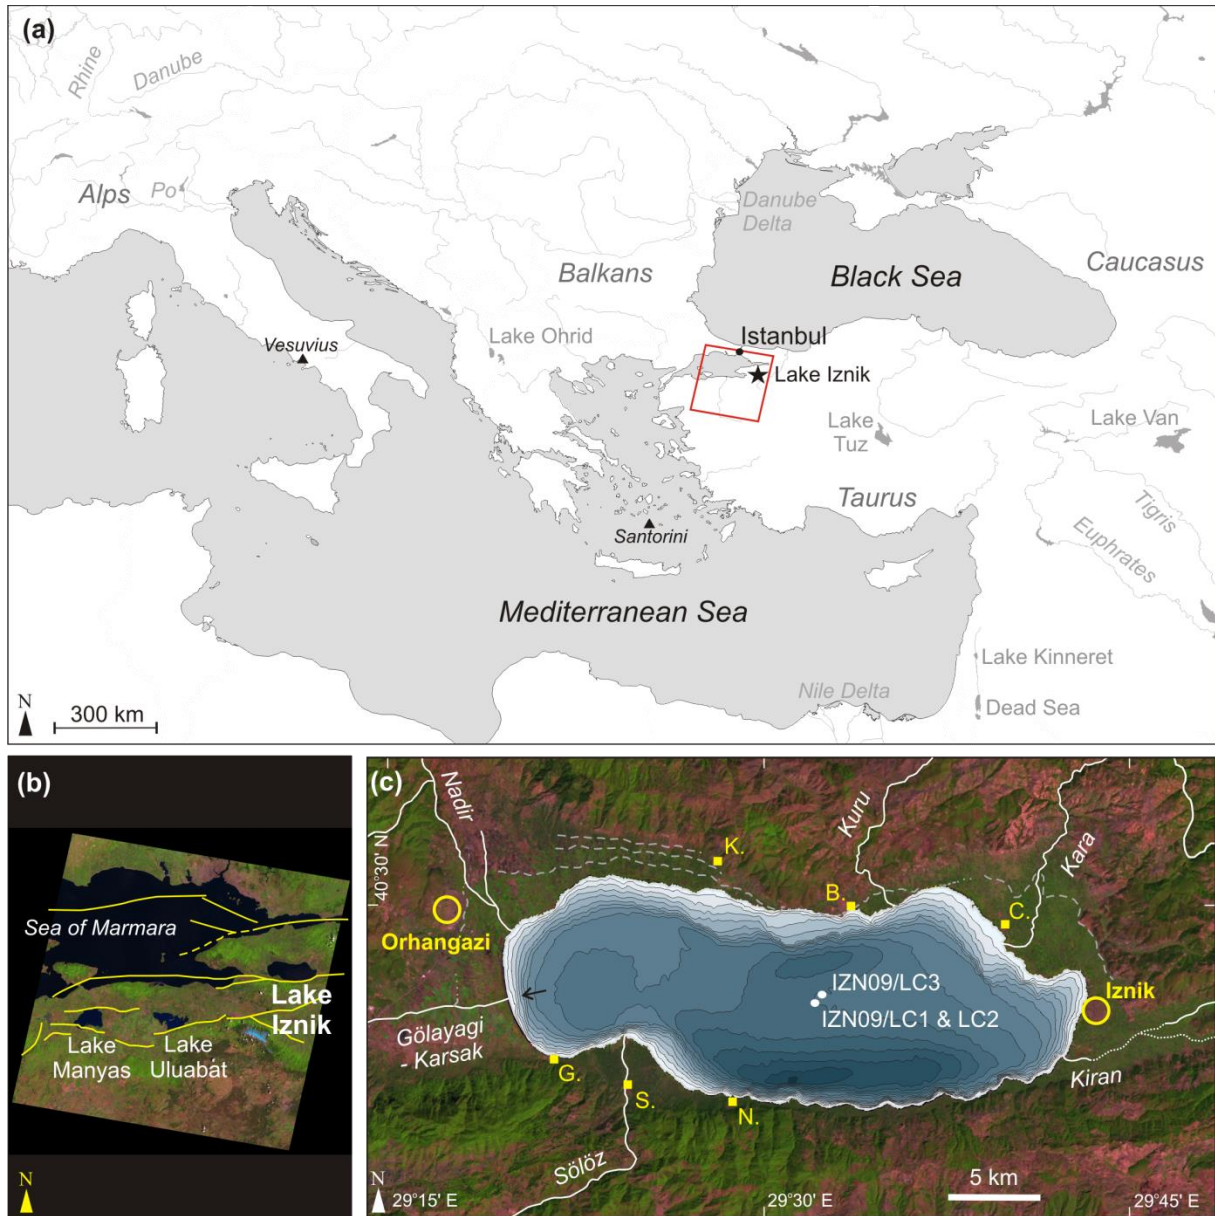 (a)
Rhine
Danube
Alps
Po
Danube
Delta
Balkans
Black Sea
Caucasus
Lake Ohrid
Vesuvius
Istanbul
Lake Iznik
Lake
Tuz
Lake Van
Taurus
Tigris
Euphrates
Santorini
Mediterranean Sea
Lake Kinneret
Nile Delta
Dead Sea
N
300 km
(b)
Sea of Marmara
Lake
Iznik
Lake
Manyas
Lake
Uluabát
N
(c)
Nadir
Kuru
Kara
40°30' N
K.
B.
C.
Orhangazi
IZN09/LC3
Iznik
IZN09/LC1 & LC2
Gölayagi
- Karsak
G.
S.
N.
Kiran
Sölöz
5 km
N
29°15' E
29°30' E
29°45' E